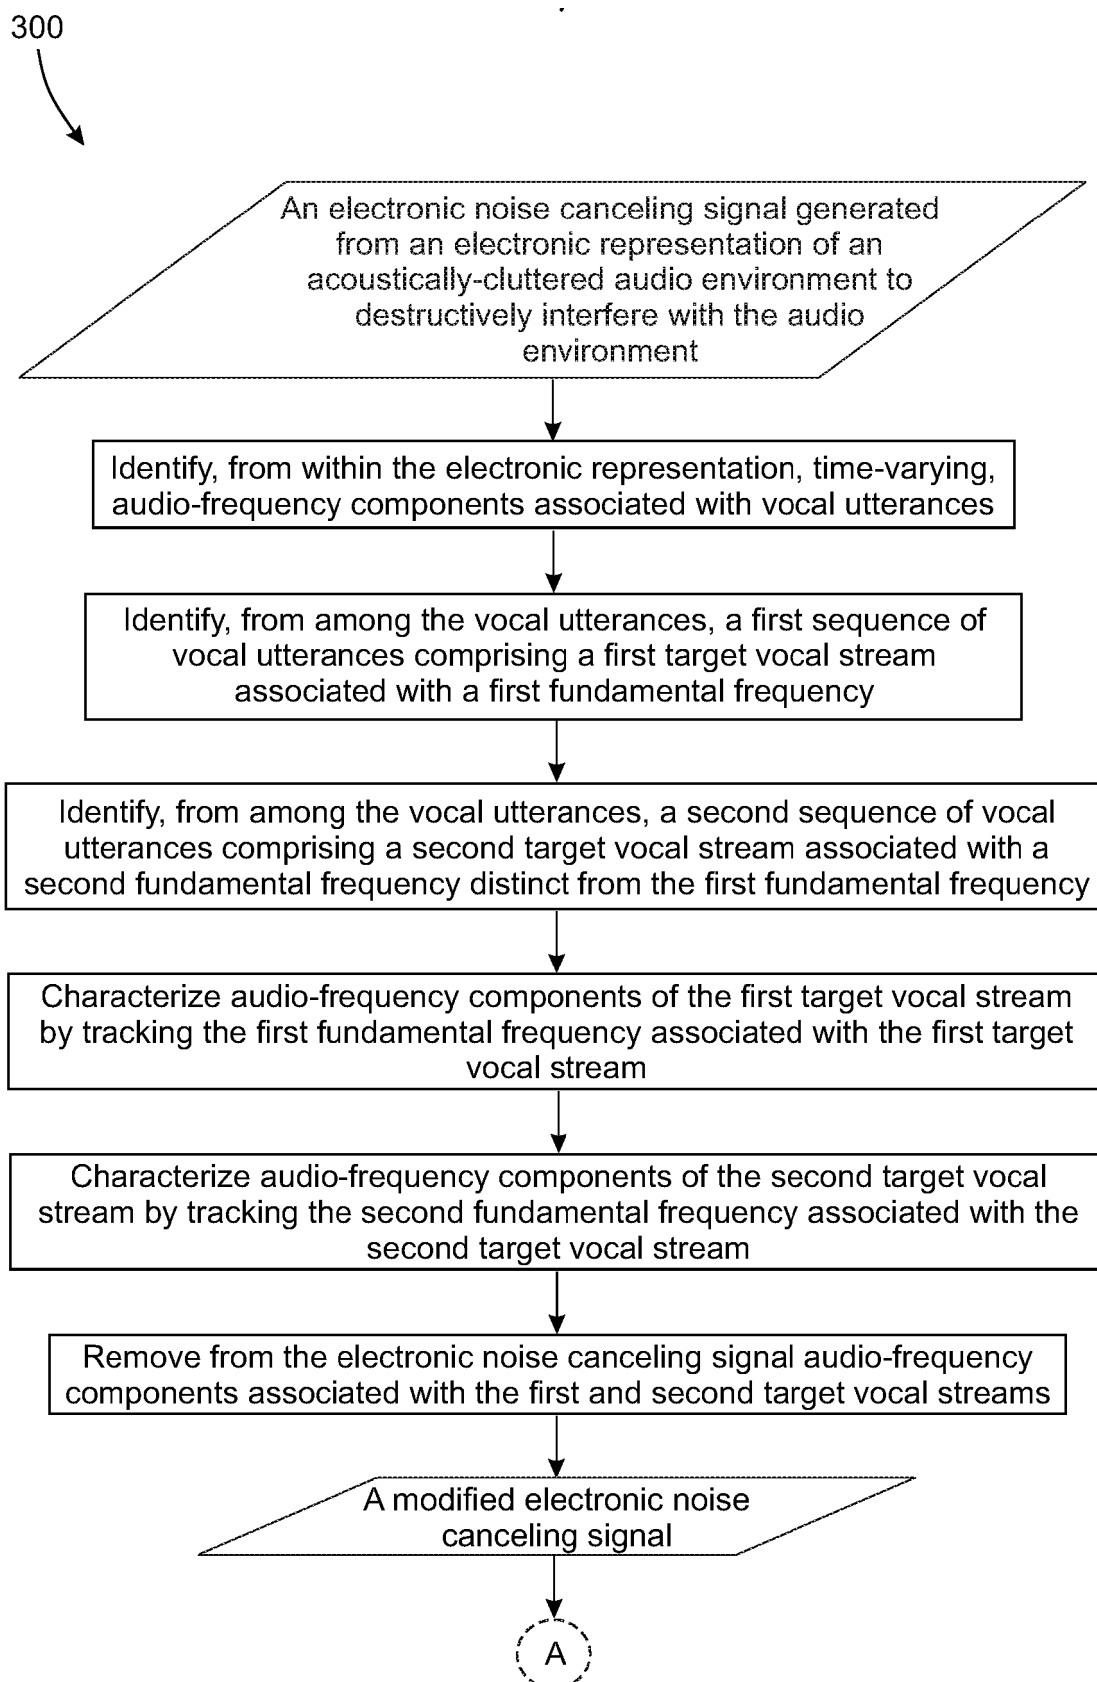 300
An electronic noise canceling signal generated
from an electronic representation of an
acoustically-cluttered audio environment to
destructively interfere with the audio
environment
Identify, from within the electronic representation, time-varying,
audio-frequency components associated with vocal utterances
Identify, from among the vocal utterances, a first sequence of
vocal utterances comprising a first target vocal stream
associated with a first fundamental frequency
Identify, from among the vocal utterances, a second sequence of vocal
utterances comprising a second target vocal stream associated with a
second fundamental frequency distinct from the first fundamental frequency
Characterize audio-frequency components of the first target vocal stream
by tracking the first fundamental frequency associated with the first target
vocal stream
Characterize audio-frequency components of the second target vocal
stream by tracking the second fundamental frequency associated with the
second target vocal stream
Remove from the electronic noise canceling signal audio-frequency
components associated with the first and second target vocal streams
A modified electronic noise
canceling signal
A